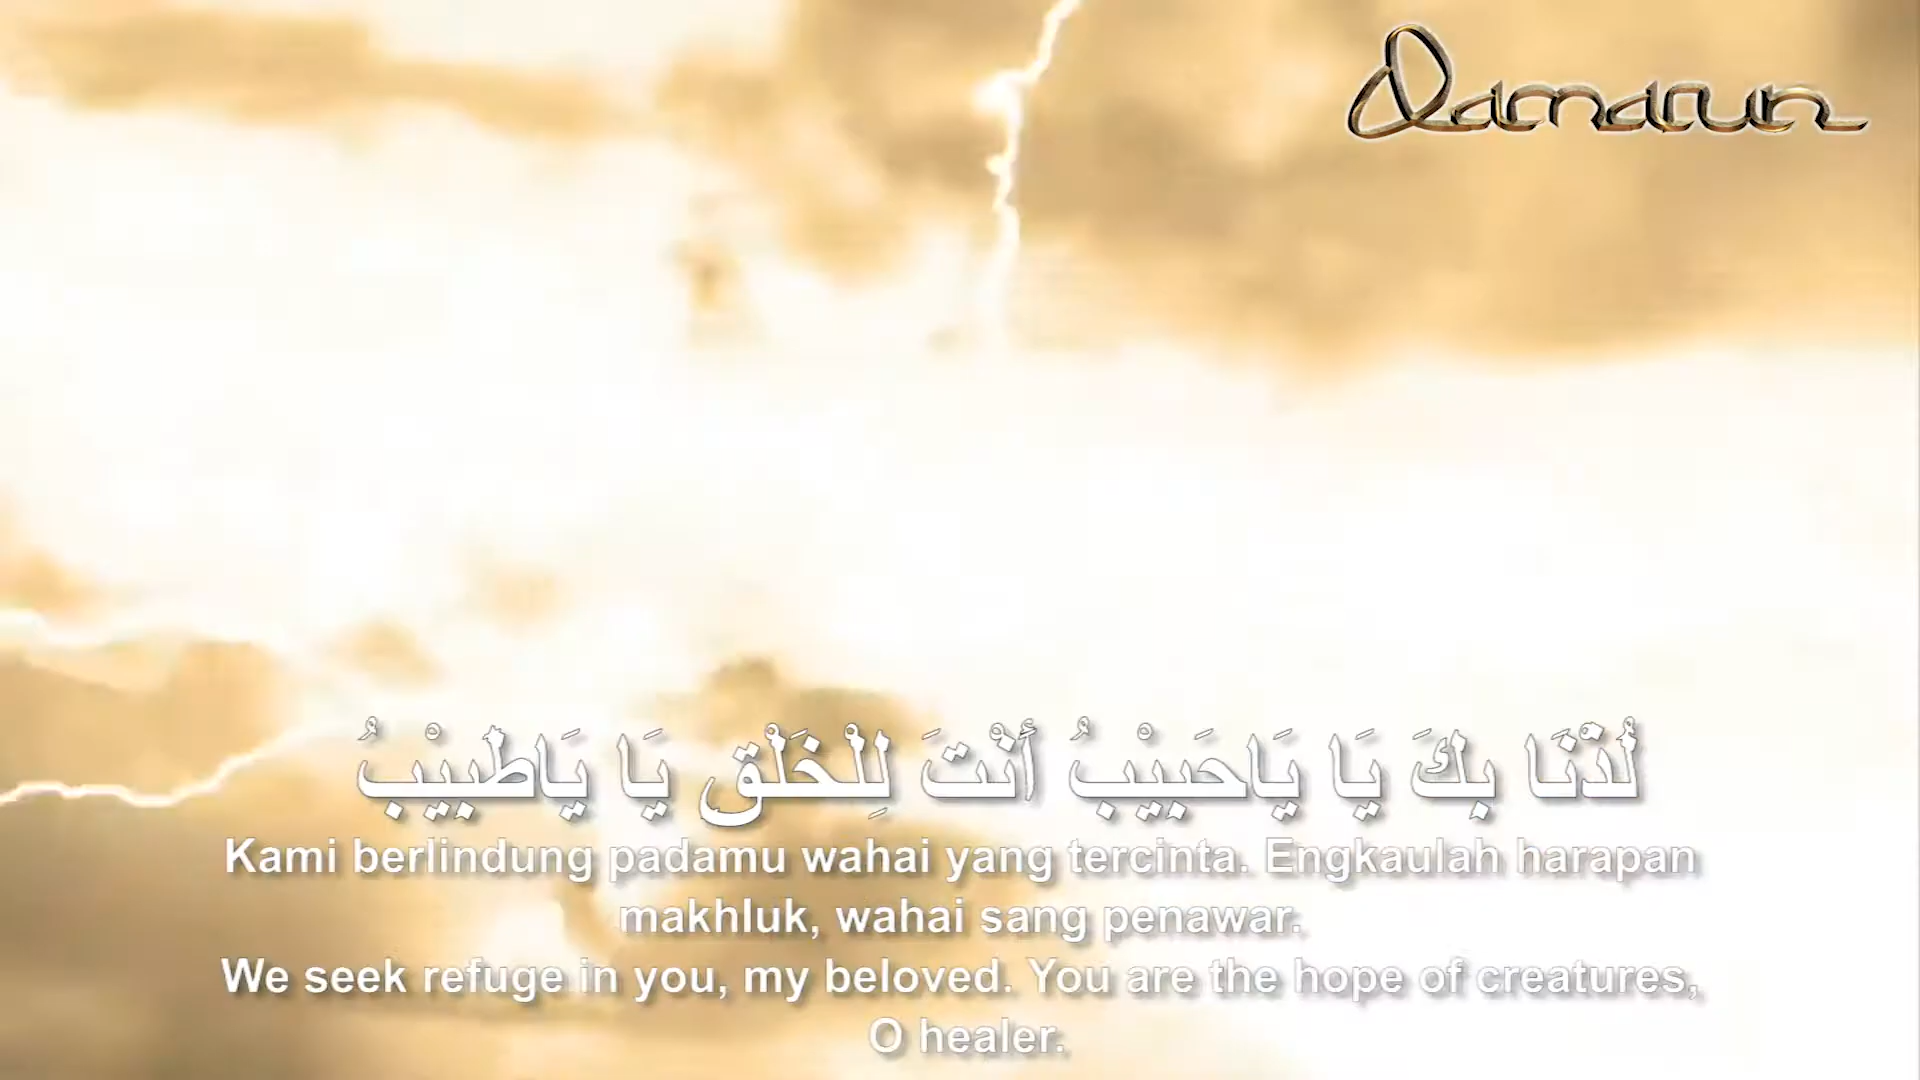 Qamarun
لُذْنَا بِكَ يَا يَاحَبِيْبُ أَنْتَ لِلْخَلْقِ يَا يَاطَبِيْبُ
Kami berlindung padamu wahai yang tercinta. Engkaulah harapan
makhluk, wahai sang penawar.
We seek refuge in you, my beloved. You are the hope of creatures,
O healer.